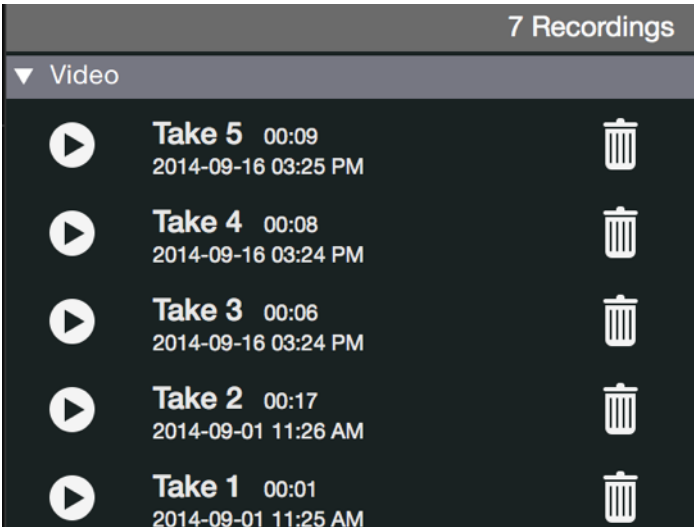 7 Recordings
Video
Take 5 00:09
2014-09-16 03:25 PM
Take 4 00:08
2014-09-16 03:24 PM
Take 3 00:06
2014-09-16 03:24 PM
Take 2 00:17
2014-09-01 11:26 AM
Take 1 00:01
2014-09-01 11:25 AM